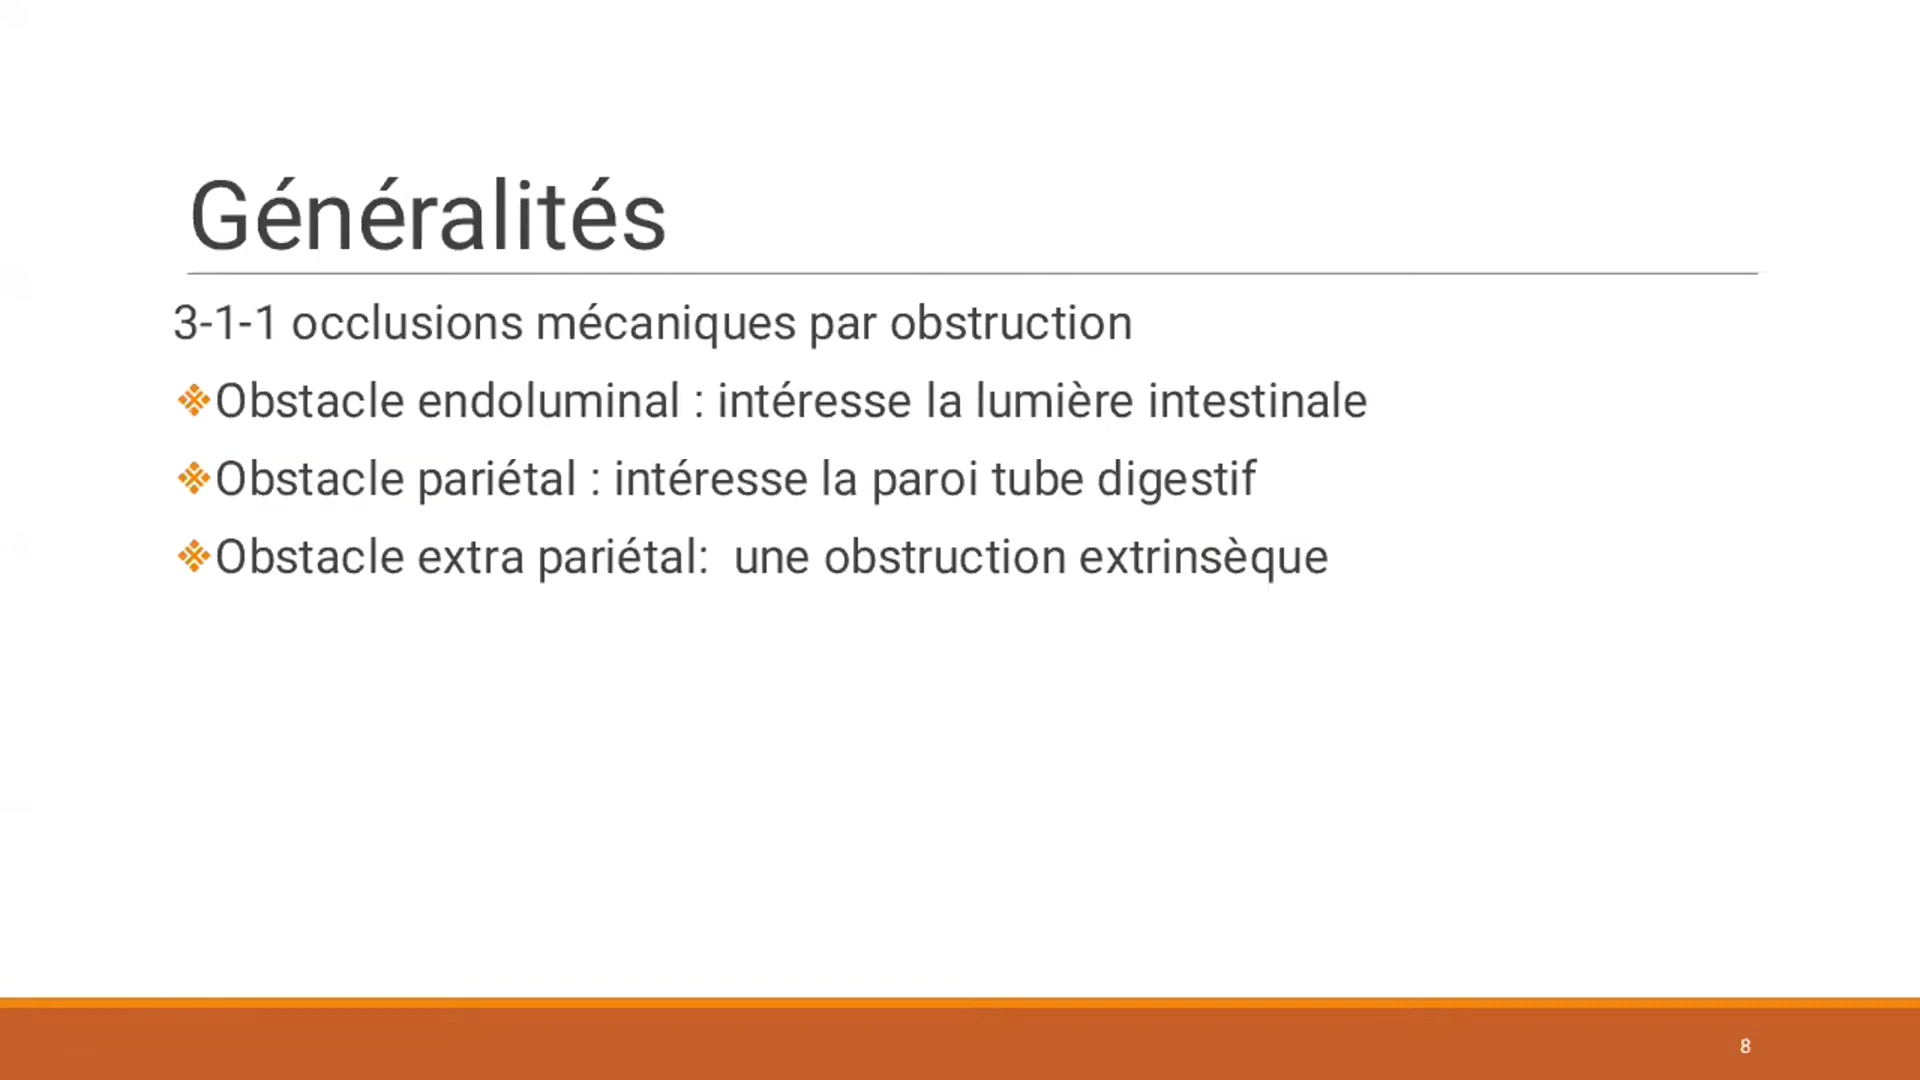 Généralités
3-1-1 occlusions mécaniques par obstruction
❖Obstacle endoluminal : intéresse la lumière intestinale
❖Obstacle pariétal : intéresse la paroi tube digestif
❖Obstacle extra pariétal:  une obstruction extrinsèque
8